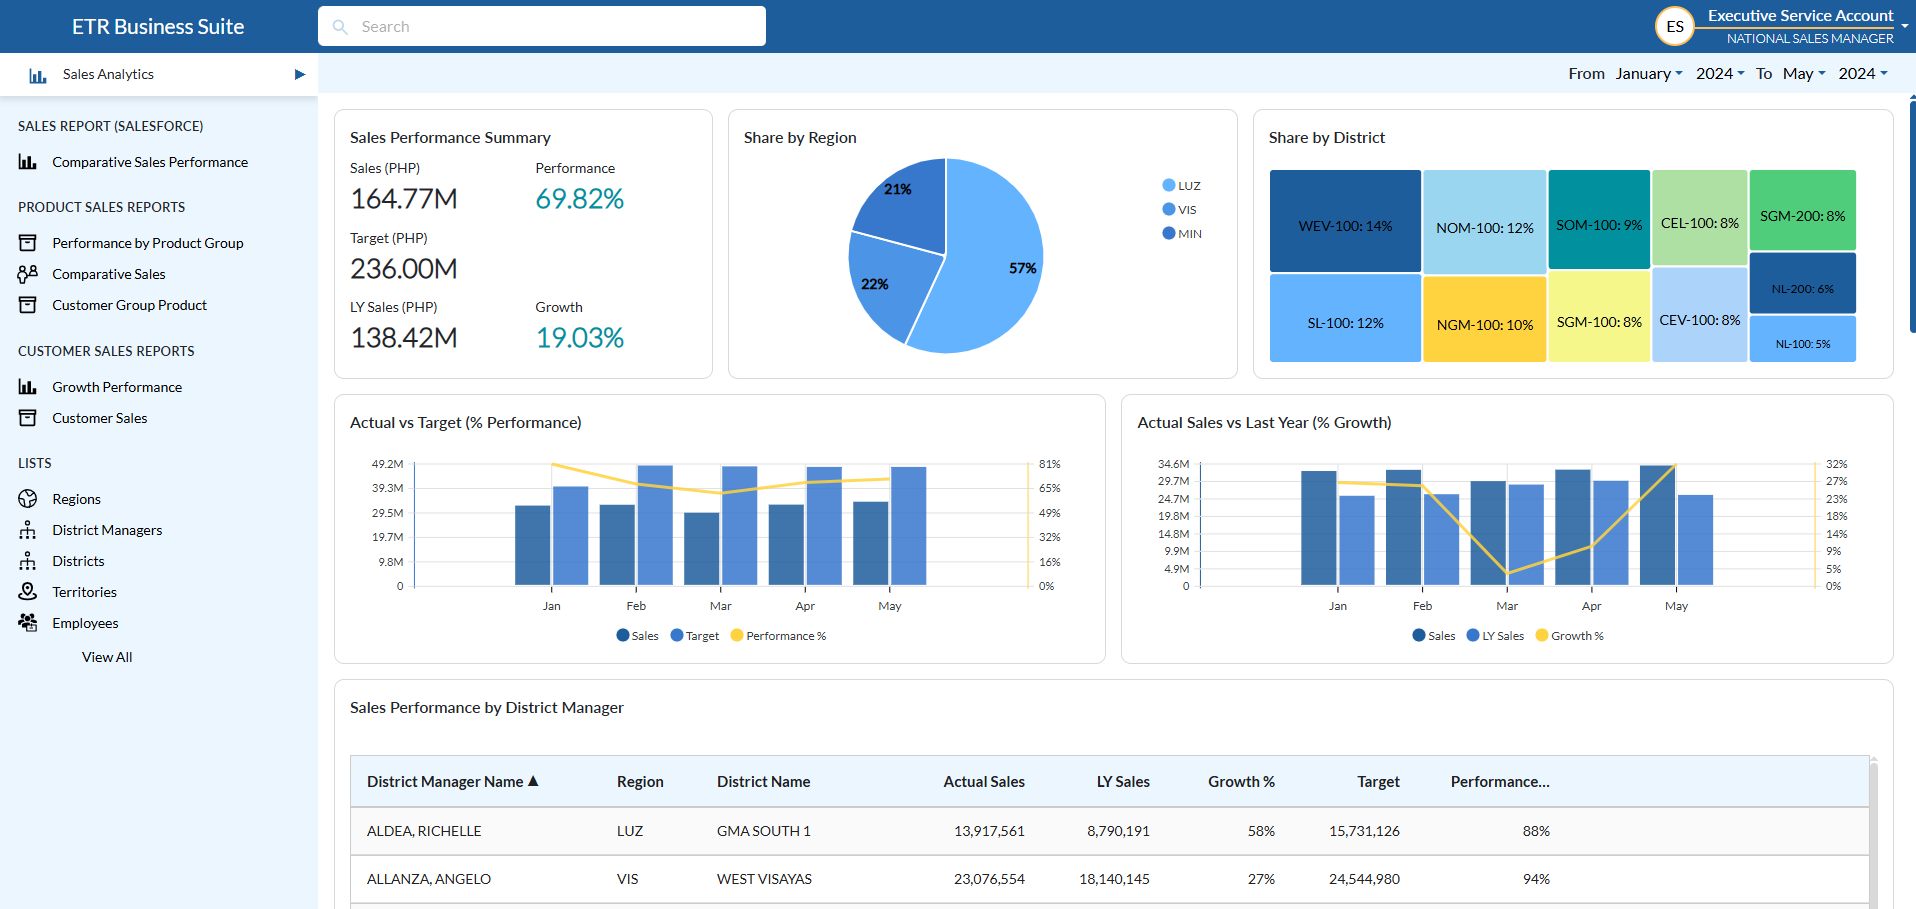 ETR Business Suite
Search
ES
Executive Service Account
NATIONAL SALES MANAGER
Sales Analytics
From January 2024 To May 2024
SALES REPORT (SALESFORCE)
Comparative Sales Performance
PRODUCT SALES REPORTS
Performance by Product Group
Comparative Sales
Customer Group Product
CUSTOMER SALES REPORTS
Growth Performance
Customer Sales
LISTS
Regions
District Managers
Districts
Territories
Employees
View All
Sales Performance Summary
Sales (PHP) Performance
164.77M 69.82%
Target (PHP)
236.00M
LY Sales (PHP) Growth
138.42M 19.03%
Share by Region
21%
57%
22%
LUZ
VIS
MIN
Share by District
WEV-100: 14%
NOM-100: 12%
SOM-100: 9%
CEL-100: 8%
SGM-200: 8%
NL-200: 6%
SL-100: 12%
NGM-100: 10%
SGM-100: 8%
CEV-100: 8%
NL-100: 5%
Actual vs Target (% Performance)
49.2M 81%
39.3M 65%
29.5M 49%
19.7M 32%
9.8M 16%
0 0%
Jan Feb Mar Apr May
Sales Target Performance %
Actual Sales vs Last Year (% Growth)
34.6M 32%
29.7M 27%
24.7M 23%
19.8M 18%
14.8M 14%
9.9M 9%
4.9M 5%
0 0%
Jan Feb Mar Apr May
Sales LY Sales Growth %
Sales Performance by District Manager
District Manager Name ▲ Region District Name Actual Sales LY Sales Growth % Target Performance...
ALDEA, RICHELLE LUZ GMA SOUTH 1 13,917,561 8,790,191 58% 15,731,126 88%
ALLANZA, ANGELO VIS WEST VISAYAS 23,076,554 18,140,145 27% 24,544,980 94%